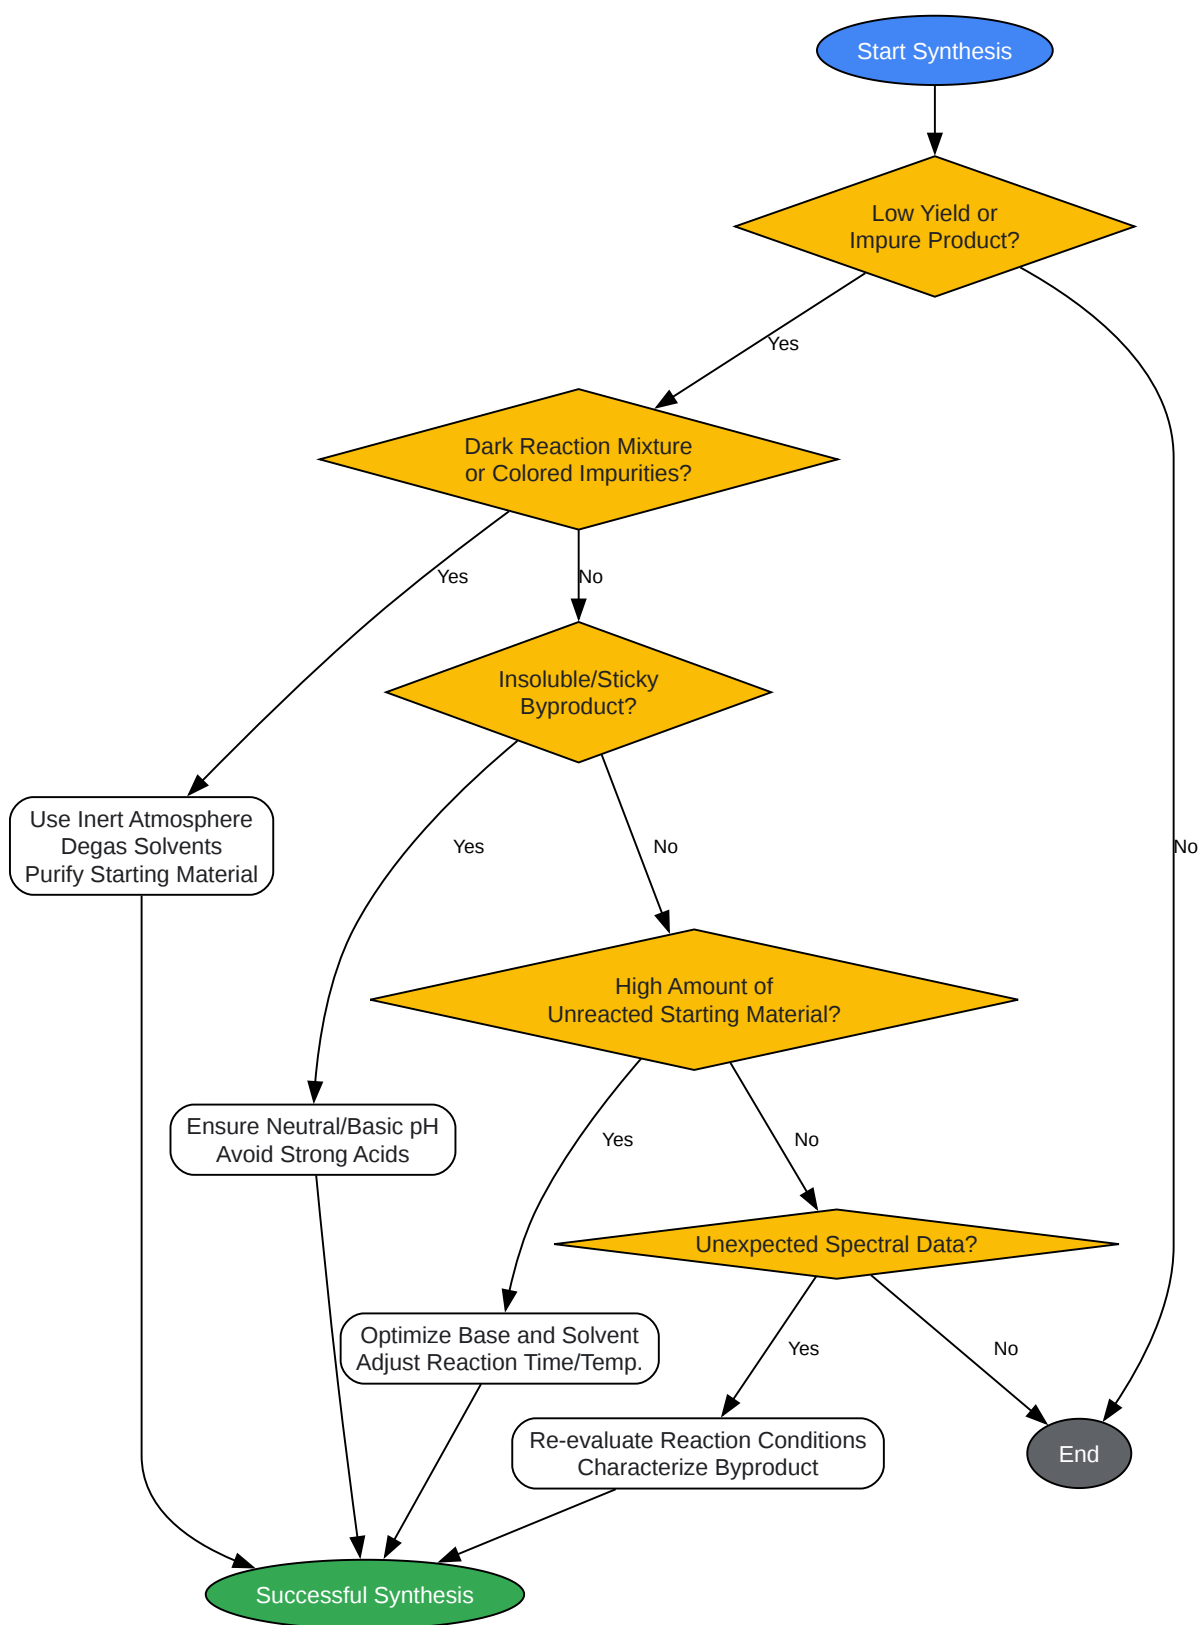 Start Synthesis
Low Yield or
Impure Product?
Yes
Dark Reaction Mixture
or Colored Impurities?
Yes
No
Insoluble/Sticky
Byproduct?
Use Inert Atmosphere
Degas Solvents
Purify Starting Material
Yes
No
No
High Amount of
Unreacted Starting Material?
Ensure Neutral/Basic pH
Avoid Strong Acids
Yes
No
Unexpected Spectral Data?
Optimize Base and Solvent
Adjust Reaction Time/Temp.
Yes
No
Re-evaluate Reaction Conditions
Characterize Byproduct
End
Successful Synthesis